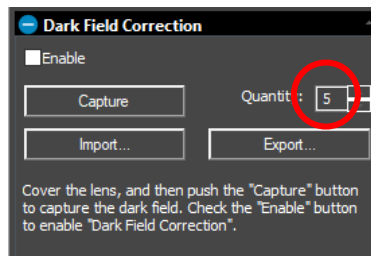 Dark Field Correction
Enable
Capture
Quantity: 5
Import...
Export...
Cover the lens, and then push the "Capture" button
to capture the dark field. Check the "Enable" button
to enable "Dark Field Correction".